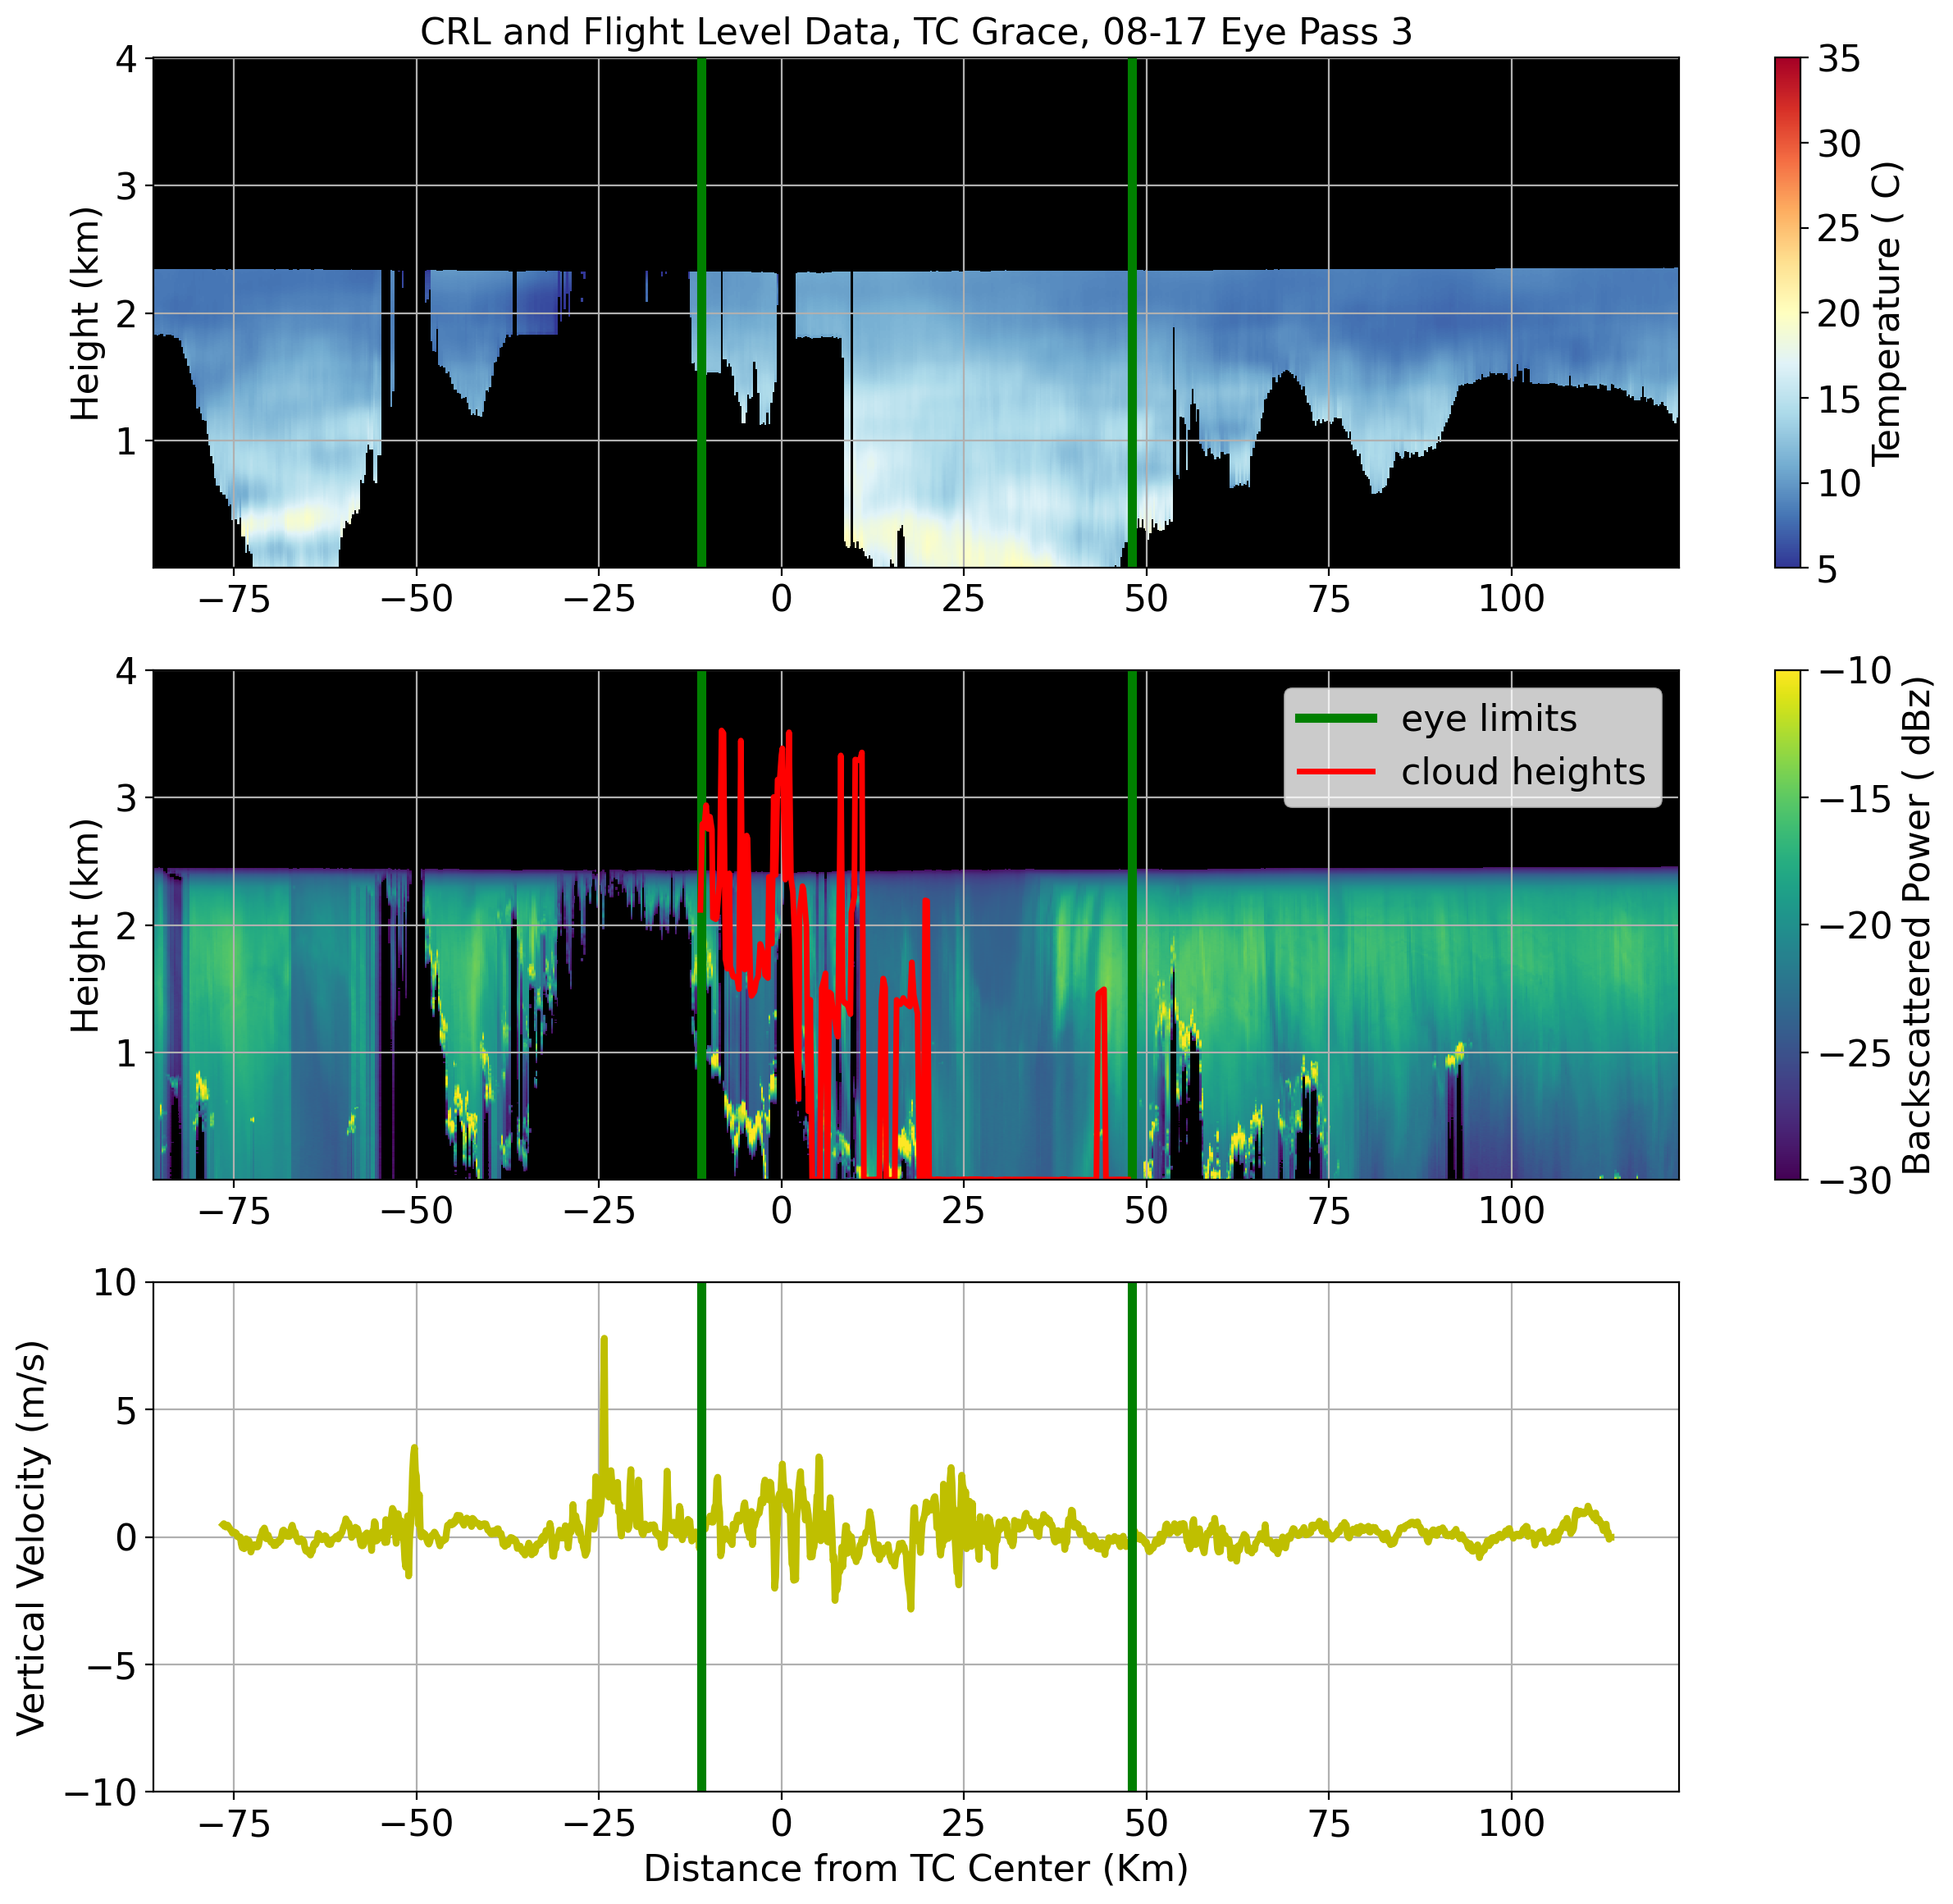 CRL and Flight Level Data, TC Grace, 08-17 Eye Pass 3
4
3
2
1
Height (km)
−75 −50 −25 0 25 50 75 100
35
30
25
20
15
10
5
Temperature ( C)
4
3
2
1
Height (km)
eye limits
cloud heights
−75 −50 −25 0 25 50 75 100
−10
−15
−20
−25
−30
Backscattered Power ( dBz)
10
5
0
−5
−10
Vertical Velocity (m/s)
−75 −50 −25 0 25 50 75 100
Distance from TC Center (Km)